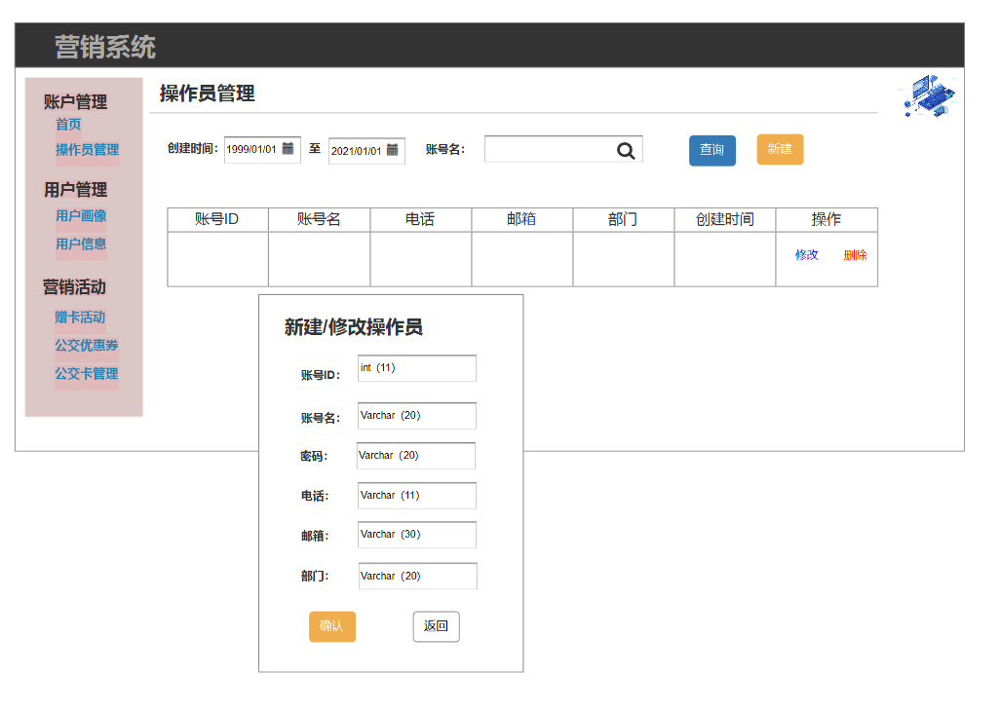 营销系统
账户管理
首页
操作员管理
用户管理
用户画像
用户信息
营销活动
赠卡活动
公交优惠券
公交卡管理
操作员管理
创建时间： 1999/01/01 至 2021/01/01 账号名： 查询 新建
账号ID 账号名 电话 邮箱 部门 创建时间 操作
修改 删除
新建/修改操作员
账号ID： int（11）
账号名： Varchar（20）
密码： Varchar（20）
电话： Varchar（11）
邮箱： Varchar（30）
部门： Varchar（20）
确认 返回